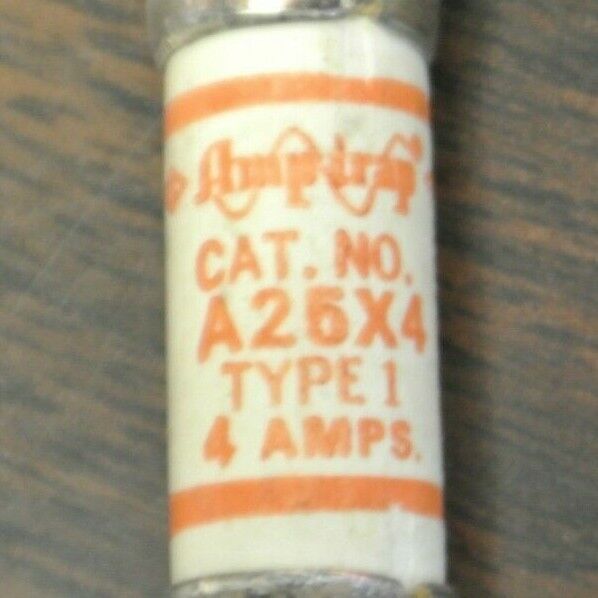 Amp-trap®
CAT. NO.
A25X4
TYPE 1
4 AMPS.